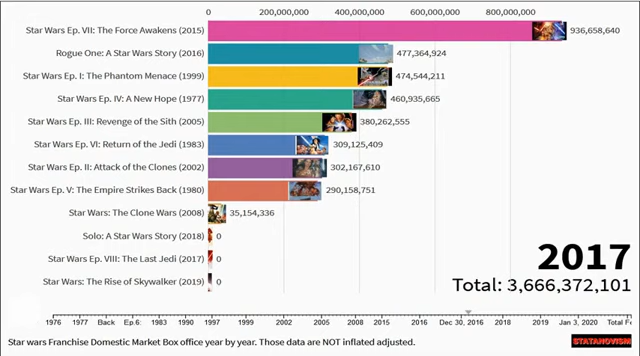 0 200,000,000 400,000,000 600,000,000 800,000,000
Star Wars Ep. VII: The Force Awakens (2015) 936,658,640
Rogue One: A Star Wars Story (2016) 477,364,924
Star Wars Ep. I: The Phantom Menace (1999) 474,544,211
Star Wars Ep. IV: A New Hope (1977) 460,935,665
Star Wars Ep. III: Revenge of the Sith (2005) 380,262,555
Star Wars Ep. VI: Return of the Jedi (1983) 309,125,409
Star Wars Ep. II: Attack of the Clones (2002) 302,167,610
Star Wars Ep. V: The Empire Strikes Back (1980) 290,158,751
Star Wars: The Clone Wars (2008) 35,154,336
Solo: A Star Wars Story (2018) 0
Star Wars Ep. VIII: The Last Jedi (2017) 0
Star Wars: The Rise of Skywalker (2019) 0
2017
Total: 3,666,372,101
1976 1977 Back Ep.6: 1983 1990 1997 1999 2002 2005 2008 2015 Dec 30, 2016 2018 2019 Jan 3, 2020 Total Fr
Star wars Franchise Domestic Market Box office year by year. Those data are NOT inflated adjusted.
STATANOVISM